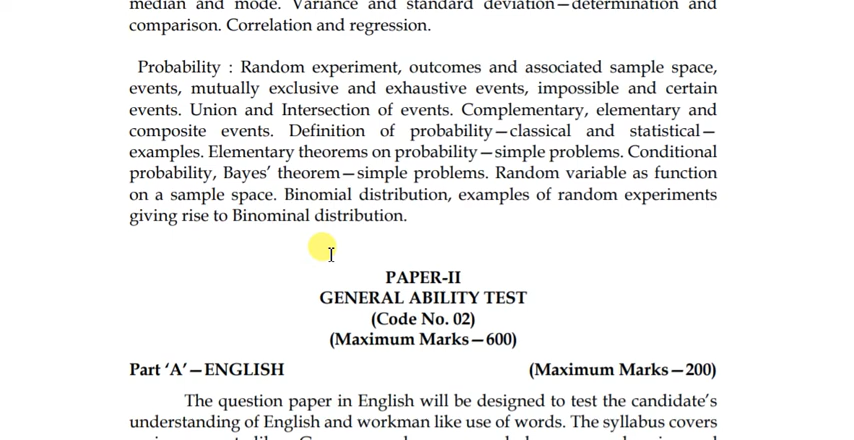 median and mode. Variance and standard deviation—determination and
comparison. Correlation and regression.
Probability : Random experiment, outcomes and associated sample space,
events, mutually exclusive and exhaustive events, impossible and certain
events. Union and Intersection of events. Complementary, elementary and
composite events. Definition of probability—classical and statistical—
examples. Elementary theorems on probability—simple problems. Conditional
probability, Bayes' theorem—simple problems. Random variable as function
on a sample space. Binomial distribution, examples of random experiments
giving rise to Binominal distribution.
PAPER-II
GENERAL ABILITY TEST
(Code No. 02)
(Maximum Marks—600)
Part 'A'—ENGLISH (Maximum Marks—200)
The question paper in English will be designed to test the candidate's
understanding of English and workman like use of words. The syllabus covers